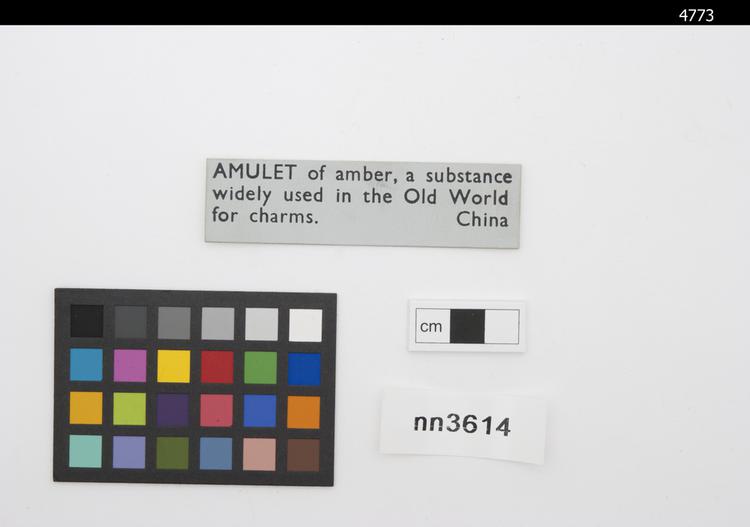 4773
AMULET of amber, a substance
widely used in the Old World
for charms. China
cm
nn3614